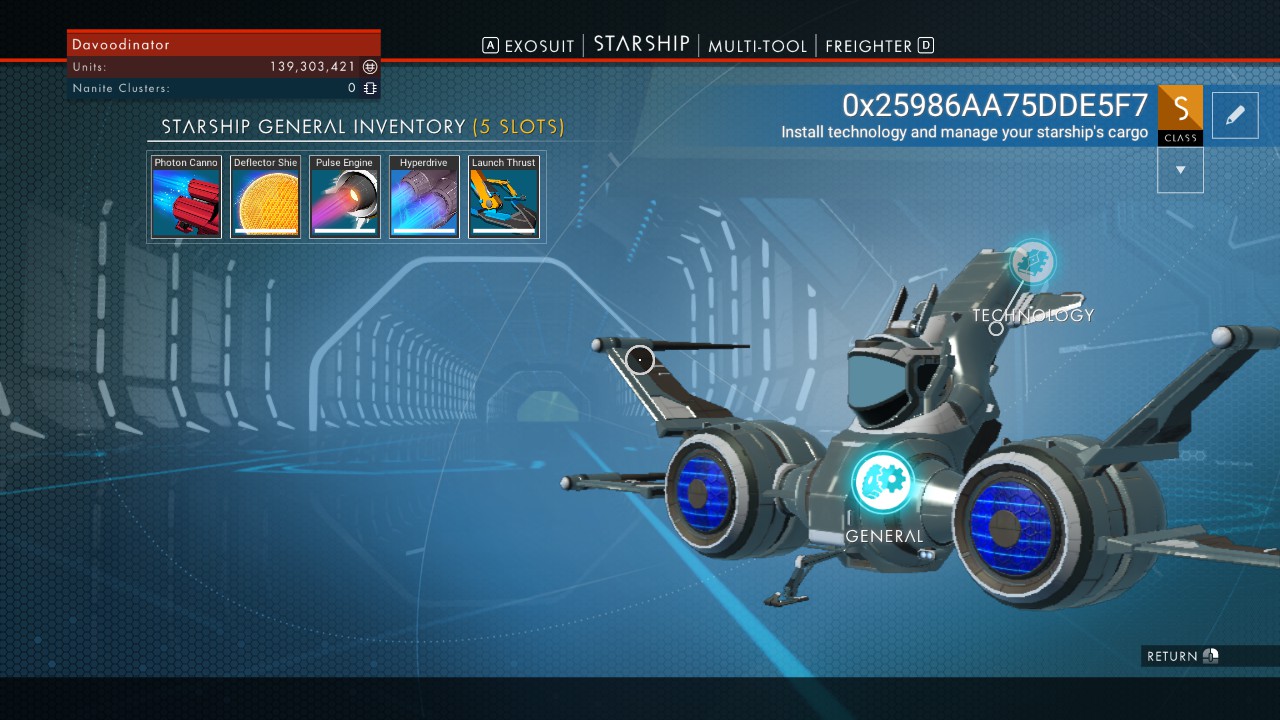 Davoodinator
Units: 139,303,421
Nanite Clusters: 0
A EXOSUIT STARSHIP MULTI-TOOL FREIGHTER D
0x25986AA75DDE5F7
Install technology and manage your starship's cargo
S
CLASS
STARSHIP GENERAL INVENTORY (5 SLOTS)
Photon Canno Deflector Shie Pulse Engine Hyperdrive Launch Thrust
TECHNOLOGY
GENERAL
RETURN